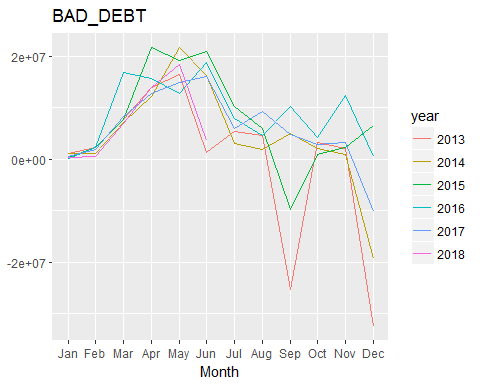 BAD_DEBT
2e+07
0e+00
-2e+07
Jan Feb Mar Apr May Jun Jul Aug Sep Oct Nov Dec
Month
year
2013
2014
2015
2016
2017
2018